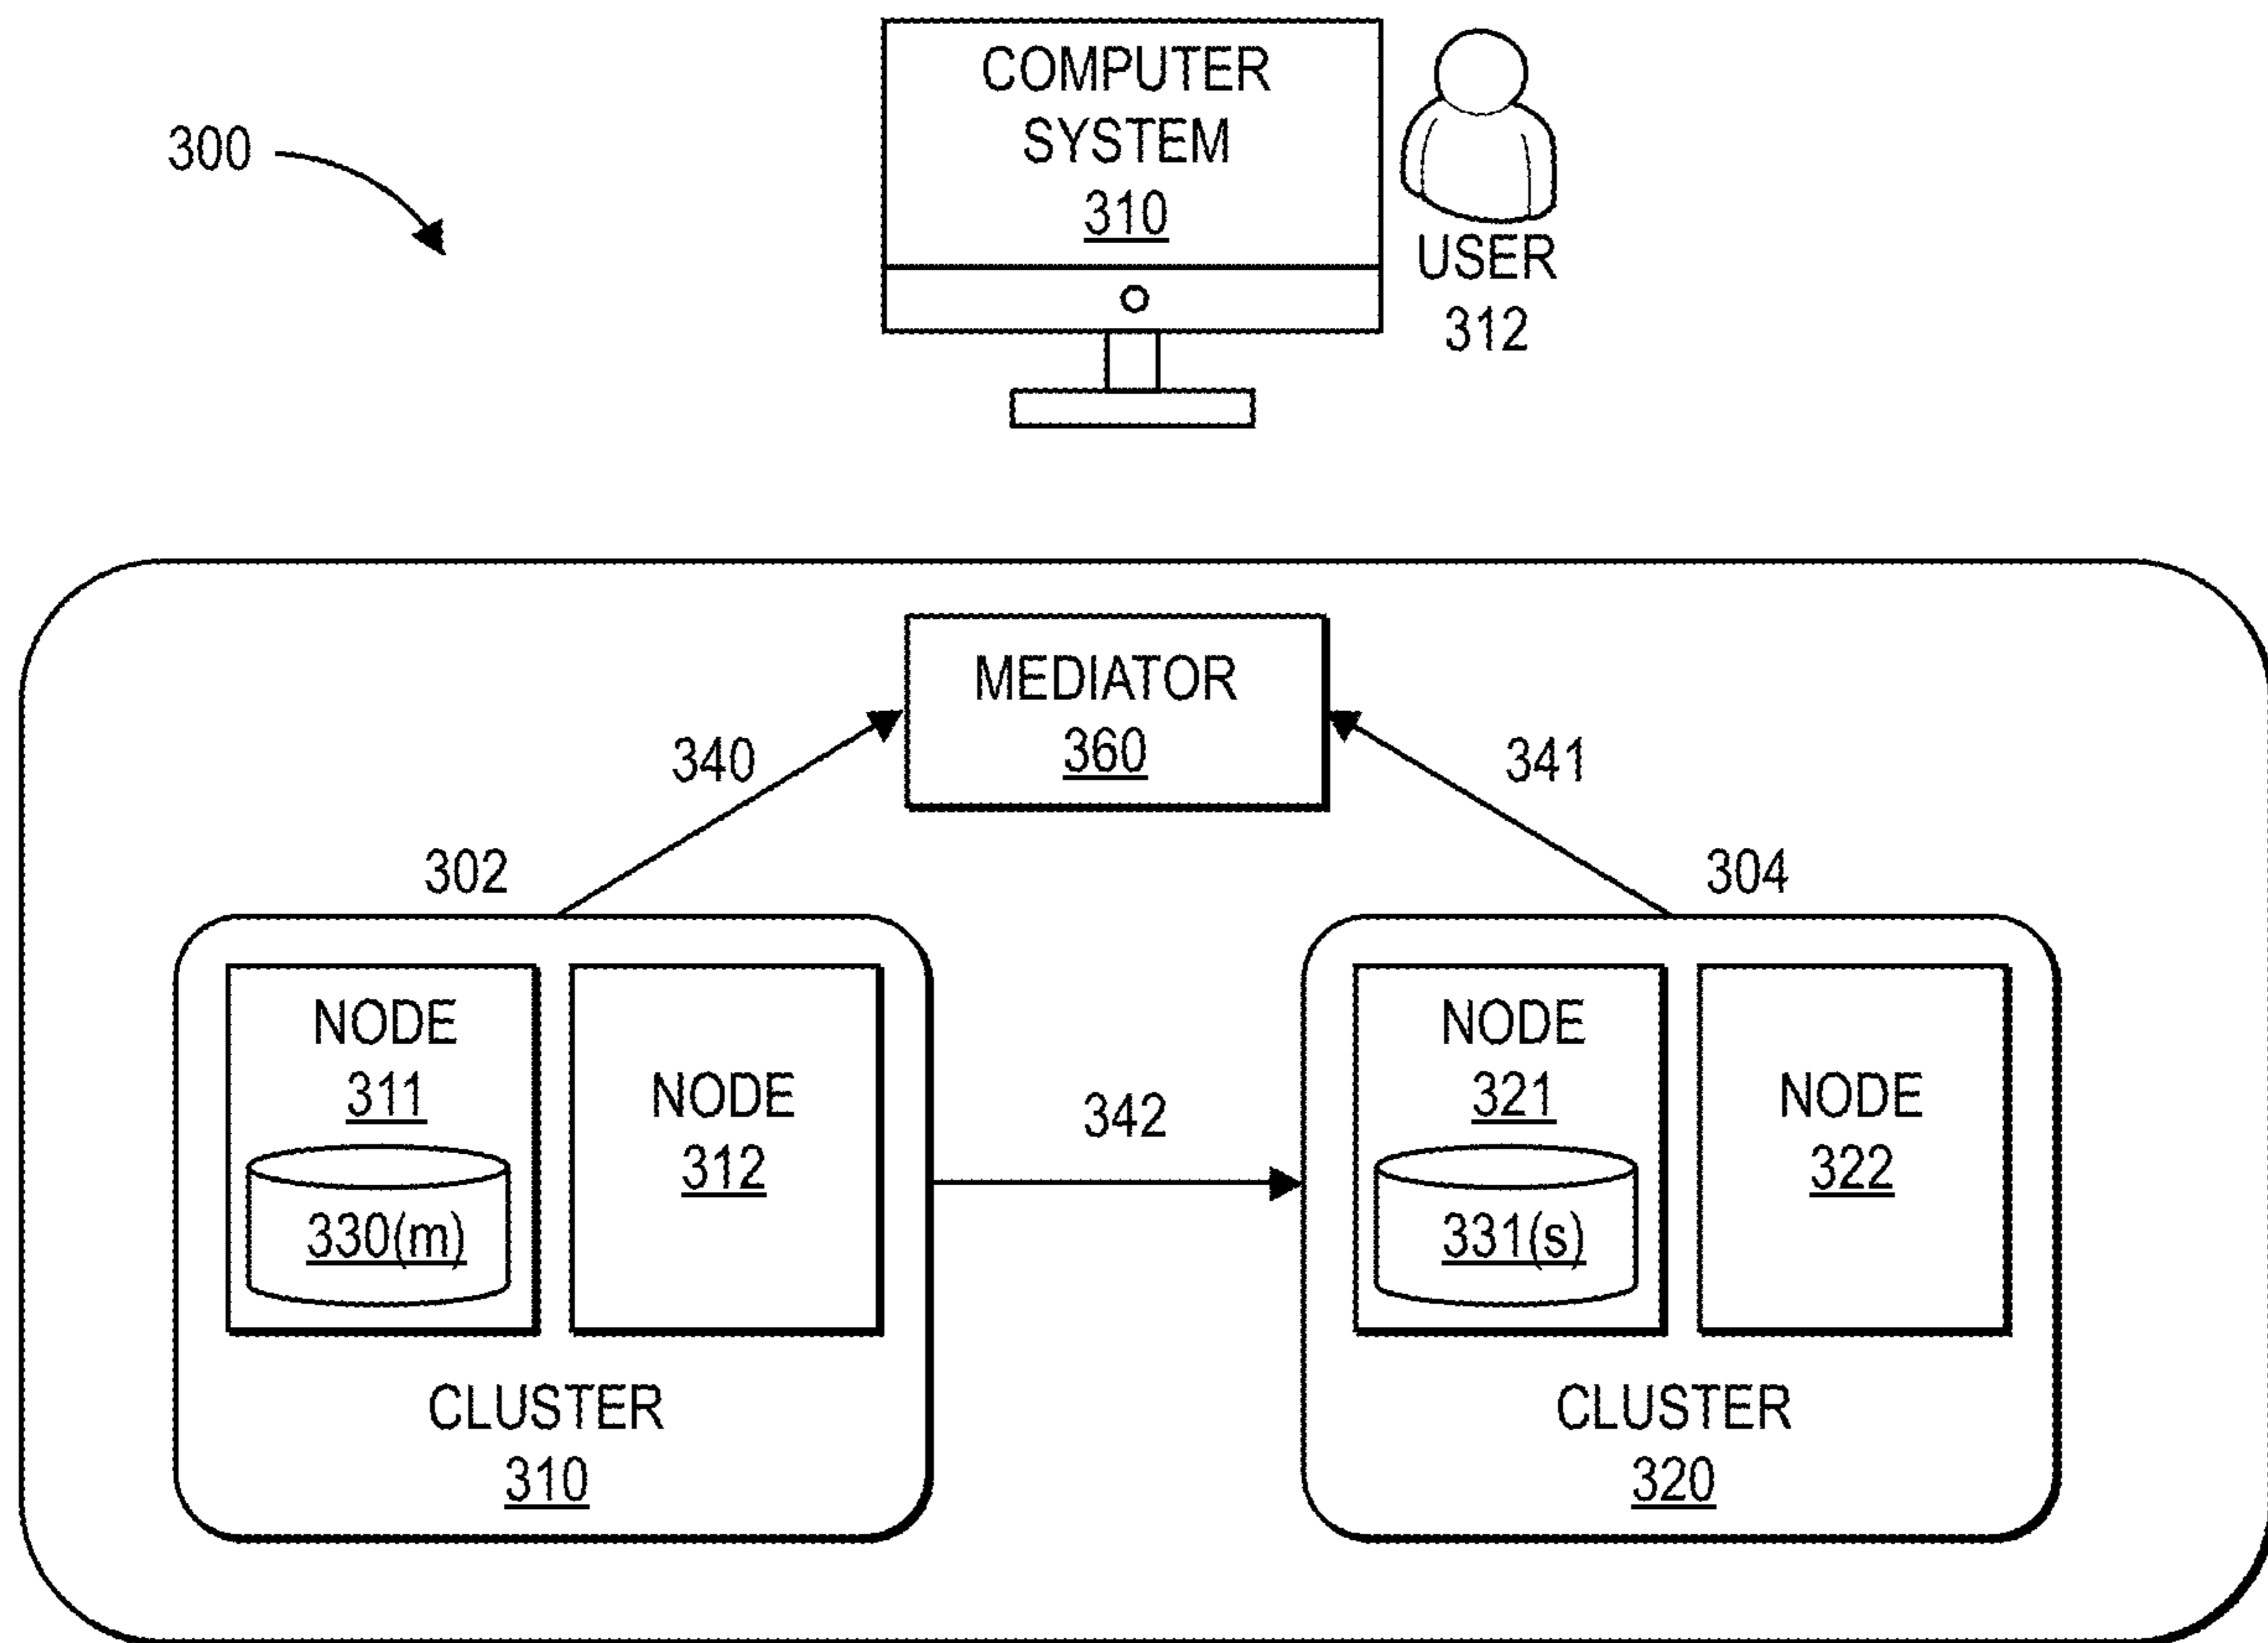 COMPUTER
SYSTEM
310
300
USER
312
MEDIATOR
360
340
341
302
304
NODE
311
330(m)
NODE
312
CLUSTER
310
342
NODE
321
331(s)
NODE
322
CLUSTER
320